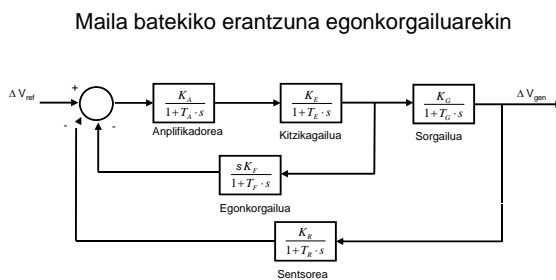 Maila batekiko erantzuna egonkorgailuarekin
Δ V_ref
+
-
-
K_A
1+T_A·s
Anplifikadorea
K_E
1+T_E·s
Kitzikagailua
K_G
1+T_G·s
Sorgailua
Δ V_gen
s K_F
1+T_F·s
Egonkorgailua
K_R
1+T_R·s
Sentsorea